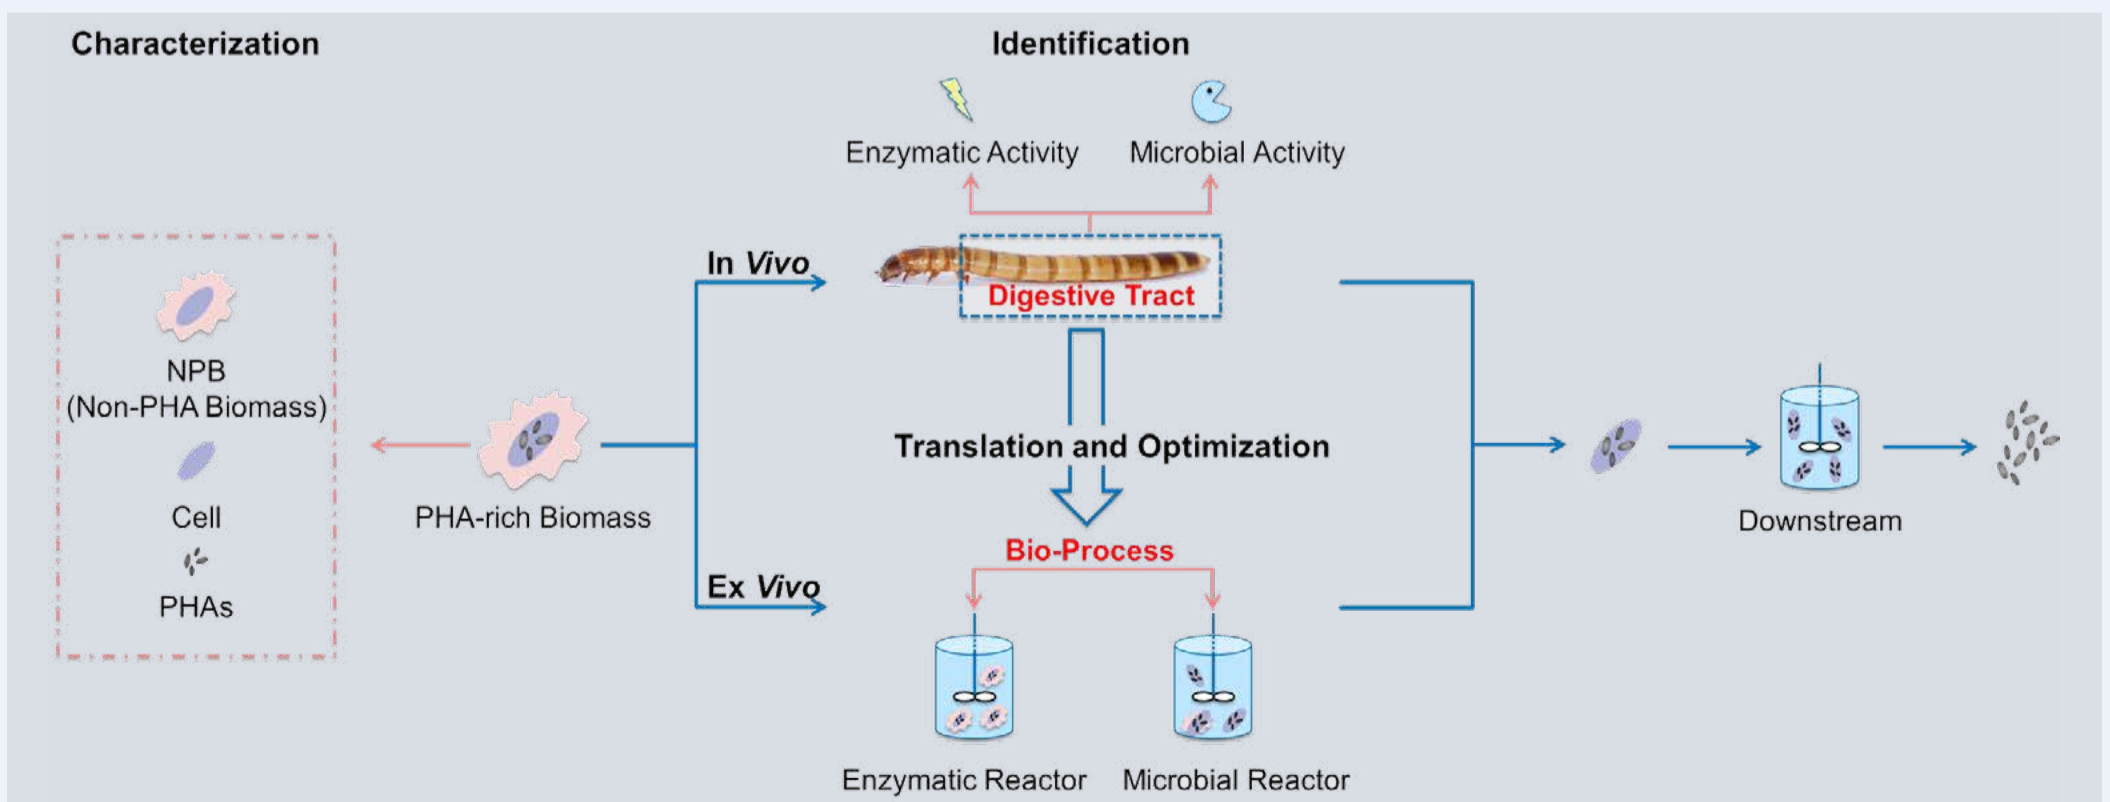 Characterization
Identification
Enzymatic Activity
Microbial Activity
In Vivo
Digestive Tract
NPB
(Non-PHA Biomass)
Cell
PHAs
PHA-rich Biomass
Translation and Optimization
Bio-Process
Ex Vivo
Enzymatic Reactor
Microbial Reactor
Downstream